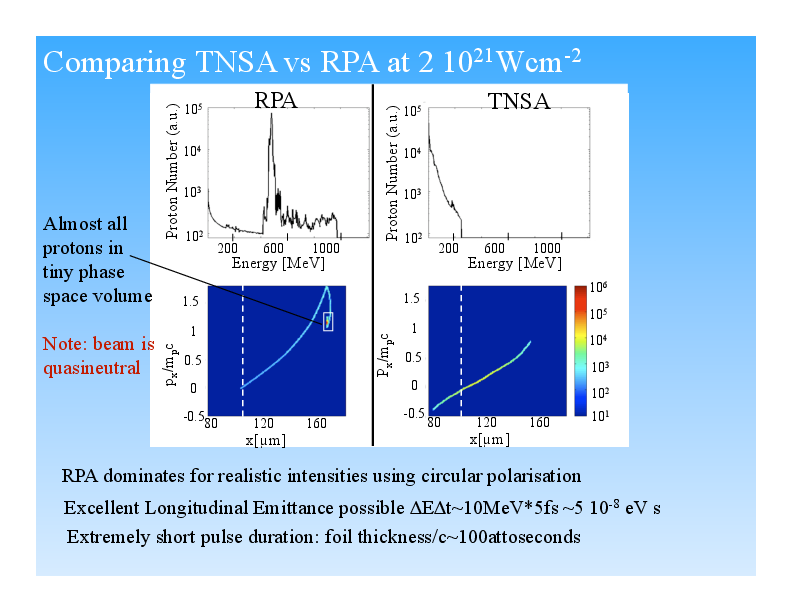 Comparing TNSA vs RPA at 2 10²¹Wcm⁻²
RPA
TNSA
Proton Number (a.u.)
10⁵
10⁴
10³
10²
200 600 1000
Energy [MeV]
Proton Number (a.u.)
10⁵
10⁴
10³
10²
200 600 1000
Energy [MeV]
Almost all
protons in
tiny phase
space volume
Note: beam is
quasineutral
pₓ/mₚc
1.5
1
0.5
0
-0.5
80 120 160
x[μm]
Pₓ/mₚc
1.5
1
0.5
0
-0.5
80 120 160
x[μm]
10⁶
10⁵
10⁴
10³
10²
10¹
RPA dominates for realistic intensities using circular polarisation
Excellent Longitudinal Emittance possible ΔEΔt~10MeV*5fs ~5 10⁻⁸ eV s
Extremely short pulse duration: foil thickness/c~100attoseconds